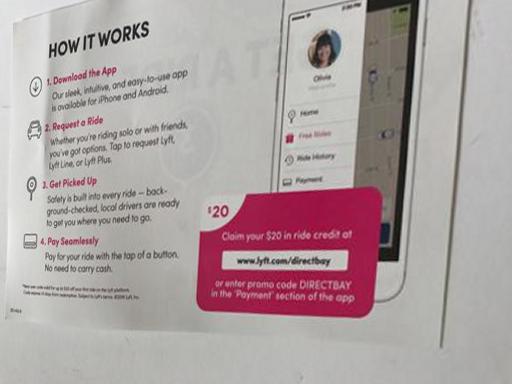 HOW IT WORKS
1. Download the App
Our sleek, intuitive, and easy-to-use app
is available for iPhone and Android.
2. Request a Ride
Whether you're riding solo or with friends,
you've got options. Tap to request Lyft,
Lyft Line, or Lyft Plus.
3. Get Picked Up
Safety is built into every ride — back-
ground-checked, local drivers are ready
to get you where you need to go.
4. Pay Seamlessly
Pay for your ride with the tap of a button.
No need to carry cash.
Olivia
Home
Free Rides
Ride History
Payment
$20
Claim your $20 in ride credit at
www.lyft.com/directbay
or enter promo code DIRECTBAY
in the 'Payment' section of the app